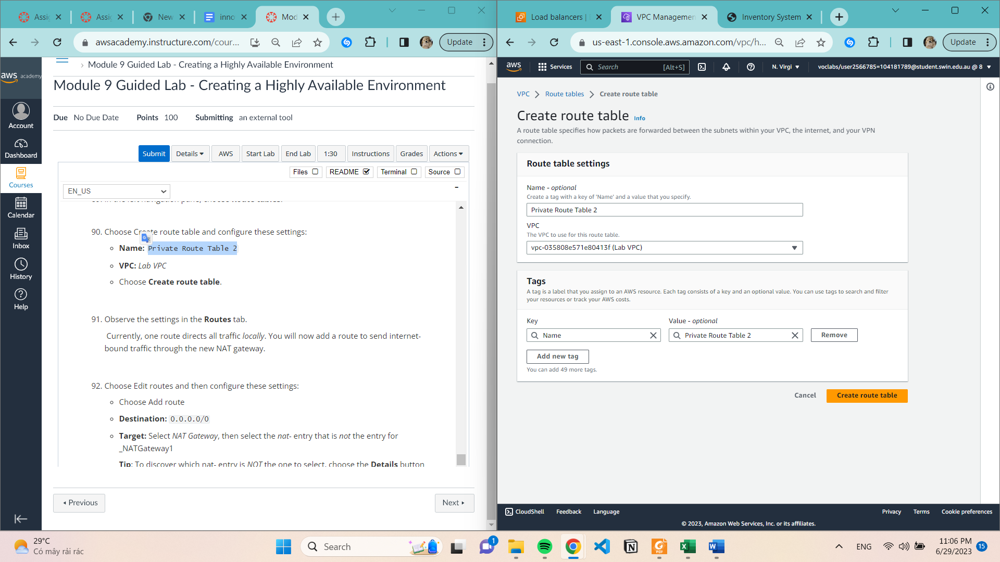 Assi
Assi
New
inno
Mod
awsacademy.instructure.com/cour...
Update
Load balancers |
VPC Managemen
Inventory System
us-east-1.console.aws.amazon.com/vpc/h...
Update
aws academy
Account
Dashboard
Courses
Calendar
Inbox
History
Help
› Module 9 Guided Lab - Creating a Highly Available Environment
Module 9 Guided Lab - Creating a Highly Available Environment
Due No Due Date Points 100 Submitting an external tool
Submit Details AWS Start Lab End Lab 1:30 Instructions Grades Actions
Files README Terminal Source
EN_US
90. Choose Create route table and configure these settings:
Name: Private Route Table 2
VPC: Lab VPC
Choose Create route table.
91. Observe the settings in the Routes tab.
Currently, one route directs all traffic locally. You will now add a route to send internet-
bound traffic through the new NAT gateway.
92. Choose Edit routes and then configure these settings:
Choose Add route
Destination: 0.0.0.0/0
Target: Select NAT Gateway, then select the nat- entry that is not the entry for
_NATGateway1
Tip: To discover which nat- entry is NOT the one to select, choose the Details button
Previous
Next
aws Services Search [Alt+S] N. Virgi voclabs/user2566785=104181789@student.swin.edu.au @ 8
VPC Route tables Create route table
Create route table Info
A route table specifies how packets are forwarded between the subnets within your VPC, the internet, and your VPN
connection.
Route table settings
Name - optional
Create a tag with a key of 'Name' and a value that you specify.
Private Route Table 2
VPC
The VPC to use for this route table.
vpc-035808e571e80413f (Lab VPC)
Tags
A tag is a label that you assign to an AWS resource. Each tag consists of a key and an optional value. You can use tags to search and filter
your resources or track your AWS costs.
Key Value - optional
Name Private Route Table 2 Remove
Add new tag
You can add 49 more tags.
Cancel Create route table
CloudShell Feedback Language Privacy Terms Cookie preferences
© 2023, Amazon Web Services, Inc. or its affiliates.
29°C
Có mây rải rác
Search
1
ENG
11:06 PM
6/29/2023
15